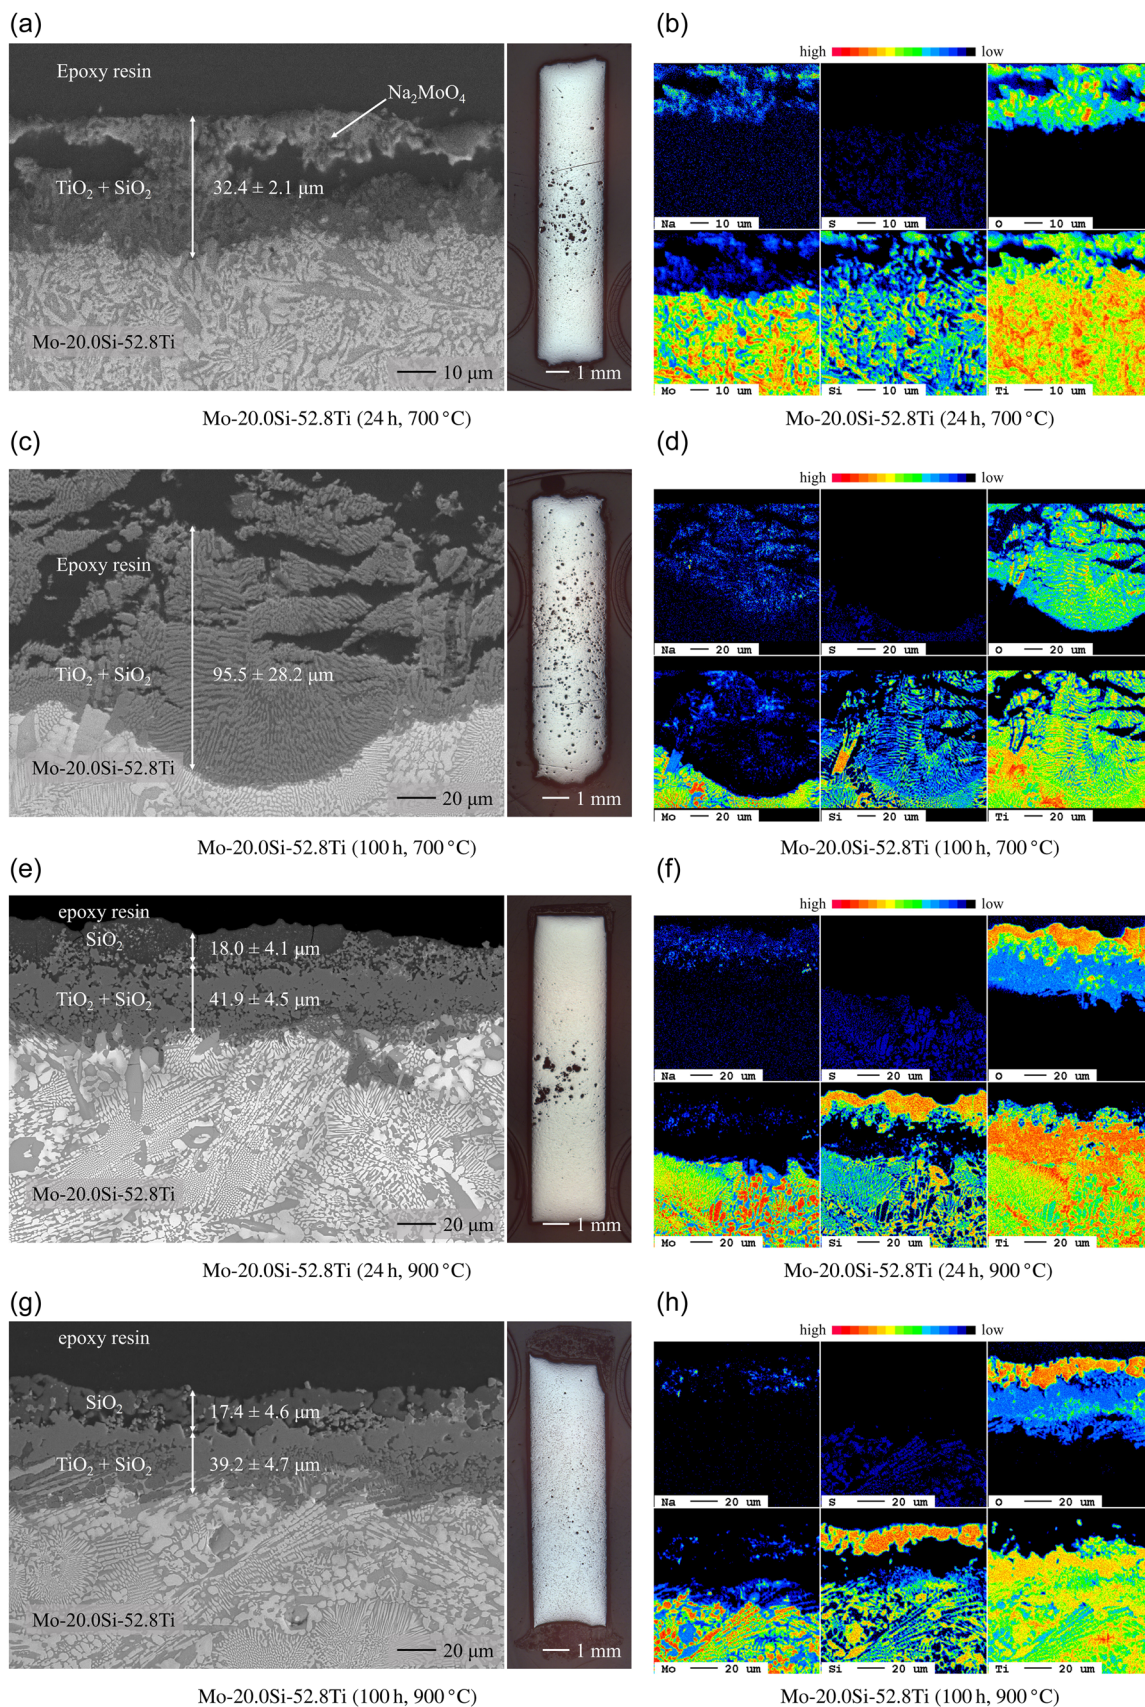 (a)
Epoxy resin
Na₂MoO₄
TiO₂ + SiO₂
32.4 ± 2.1 μm
Mo-20.0Si-52.8Ti
10 μm
1 mm
Mo-20.0Si-52.8Ti (24 h, 700 °C)
(b)
high low
Na 10 um
S 10 um
O 10 um
Mo 10 um
Si 10 um
Ti 10 um
Mo-20.0Si-52.8Ti (24 h, 700 °C)
(c)
Epoxy resin
TiO₂ + SiO₂
95.5 ± 28.2 μm
Mo-20.0Si-52.8Ti
20 μm
1 mm
Mo-20.0Si-52.8Ti (100 h, 700 °C)
(d)
high low
Na 20 um
S 20 um
O 20 um
Mo 20 um
Si 20 um
Ti 20 um
Mo-20.0Si-52.8Ti (100 h, 700 °C)
(e)
epoxy resin
SiO₂
18.0 ± 4.1 μm
TiO₂ + SiO₂
41.9 ± 4.5 μm
Mo-20.0Si-52.8Ti
20 μm
1 mm
Mo-20.0Si-52.8Ti (24 h, 900 °C)
(f)
high low
Na 20 um
S 20 um
O 20 um
Mo 20 um
Si 20 um
Ti 20 um
Mo-20.0Si-52.8Ti (24 h, 900 °C)
(g)
epoxy resin
SiO₂
17.4 ± 4.6 μm
TiO₂ + SiO₂
39.2 ± 4.7 μm
Mo-20.0Si-52.8Ti
20 μm
1 mm
Mo-20.0Si-52.8Ti (100 h, 900 °C)
(h)
high low
Na 20 um
S 20 um
O 20 um
Mo 20 um
Si 20 um
Ti 20 um
Mo-20.0Si-52.8Ti (100 h, 900 °C)